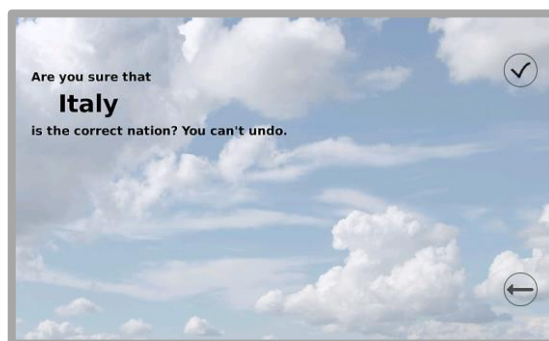 Are you sure that
Italy
is the correct nation? You can't undo.